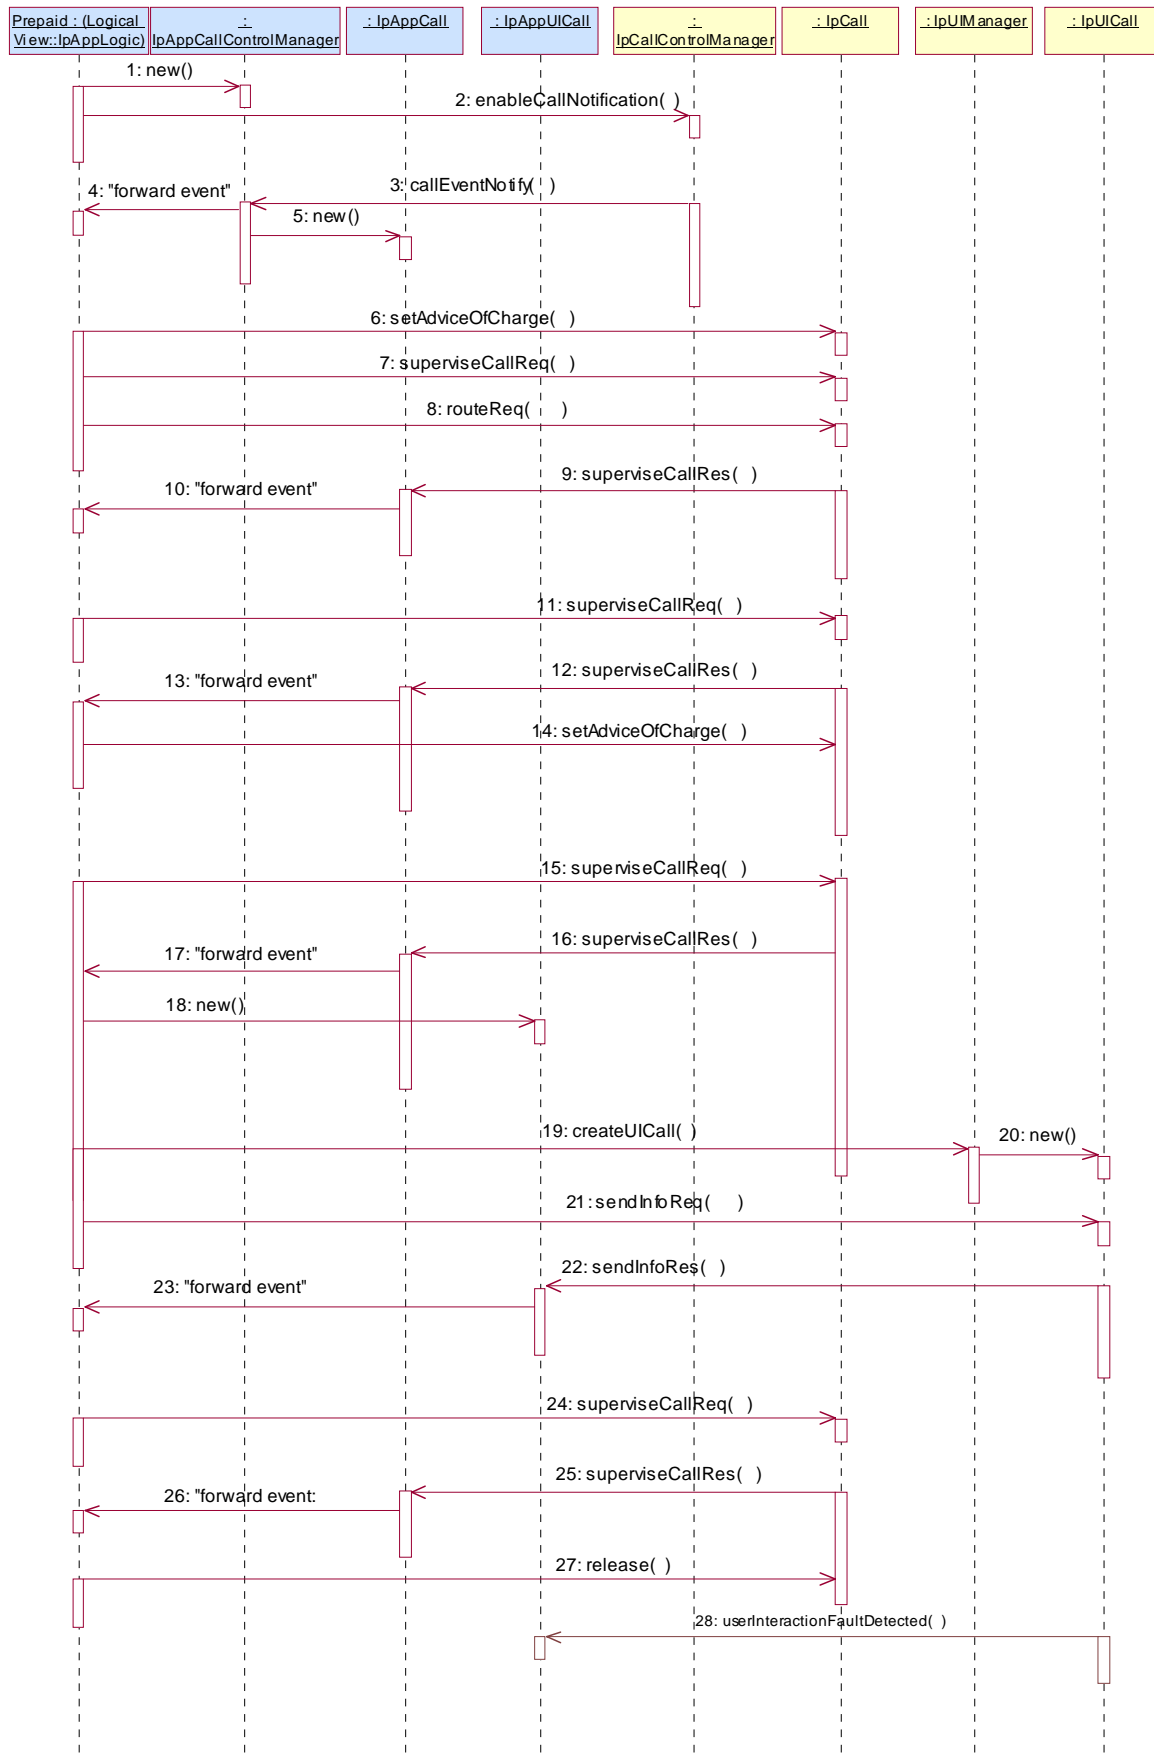 Prepaid : (Logical
View::IpAppLogic)
:
IpAppCallControlManager
: IpAppCall
: IpAppUICall
:
IpCallControlManager
: IpCall
: IpUIManager
: IpUICall
1: new()
2: enableCallNotification( )
3: callEventNotify( )
4: "forward event"
5: new()
6: setAdviceOfCharge( )
7: superviseCallReq( )
8: routeReq( )
9: superviseCallRes( )
10: "forward event"
11: superviseCallReq( )
12: superviseCallRes( )
13: "forward event"
14: setAdviceOfCharge( )
15: superviseCallReq( )
16: superviseCallRes( )
17: "forward event"
18: new()
19: createUICall( )
20: new()
21: sendInfoReq( )
22: sendInfoRes( )
23: "forward event"
24: superviseCallReq( )
25: superviseCallRes( )
26: "forward event:
27: release( )
28: userInteractionFaultDetected( )